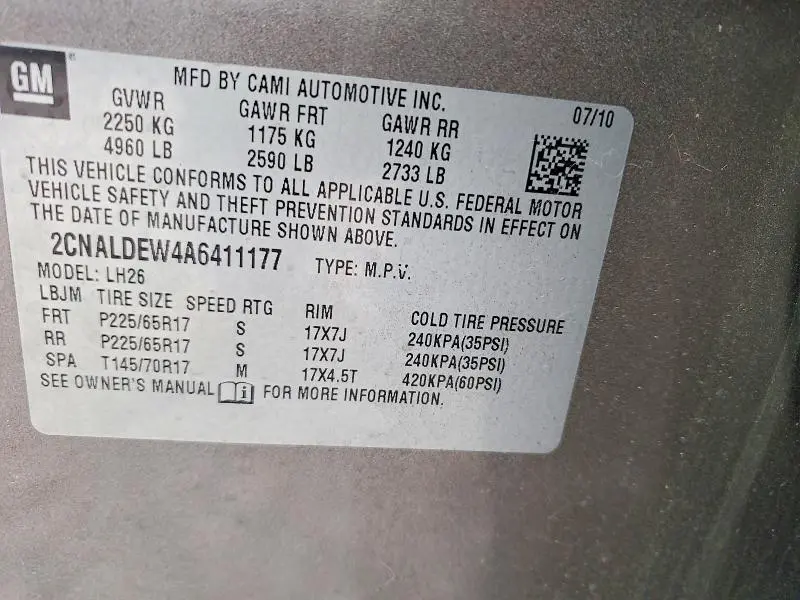 GM
MFD BY CAMI AUTOMOTIVE INC.
07/10
GVWR GAWR FRT GAWR RR
2250 KG 1175 KG 1240 KG
4960 LB 2590 LB 2733 LB
THIS VEHICLE CONFORMS TO ALL APPLICABLE U.S. FEDERAL MOTOR
VEHICLE SAFETY AND THEFT PREVENTION STANDARDS IN EFFECT ON
THE DATE OF MANUFACTURE SHOWN ABOVE.
2CNALDEW4A6411177 TYPE: M.P.V.
MODEL: LH26
LBJM TIRE SIZE SPEED RTG RIM COLD TIRE PRESSURE
FRT P225/65R17 S 17X7J 240KPA(35PSI)
RR P225/65R17 S 17X7J 240KPA(35PSI)
SPA T145/70R17 M 17X4.5T 420KPA(60PSI)
SEE OWNER'S MANUAL i FOR MORE INFORMATION.